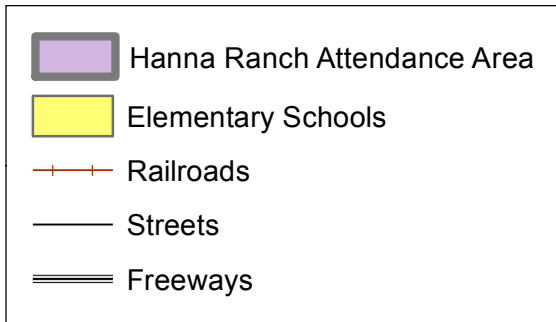 Hanna Ranch Attendance Area
Elementary Schools
Railroads
Streets
Freeways